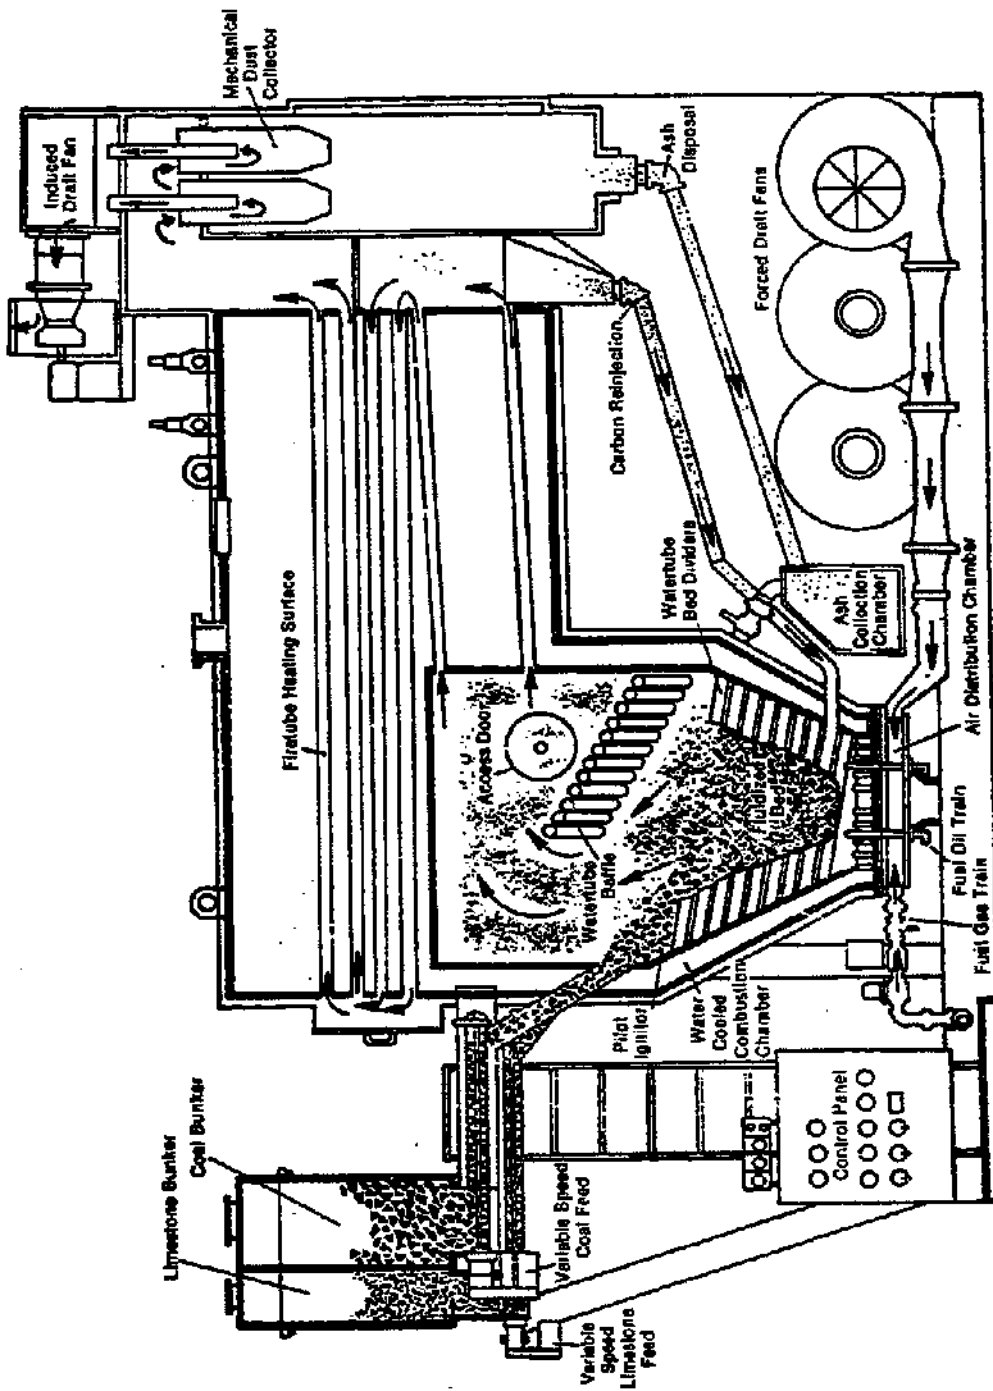 Limestone Bunker
Coal Bunker
Variable
Speed
Limestone
Feed
Variable Speed
Coal Feed
Control Panel
Firetube Heating Surface
Access Door
Watertube
Baffle
Fluidized
Bed
Pilot
Ignitor
Water
Cooled
Combustion
Chamber
Fuel Gas Train
Fuel Oil Train
Air Distribution Chamber
Ash
Collection
Chamber
Watertube
Bed Dividers
Carbon Reinjection
Forced Draft Fans
Ash
Disposal
Induced
Draft Fan
Mechanical
Dust
Collector